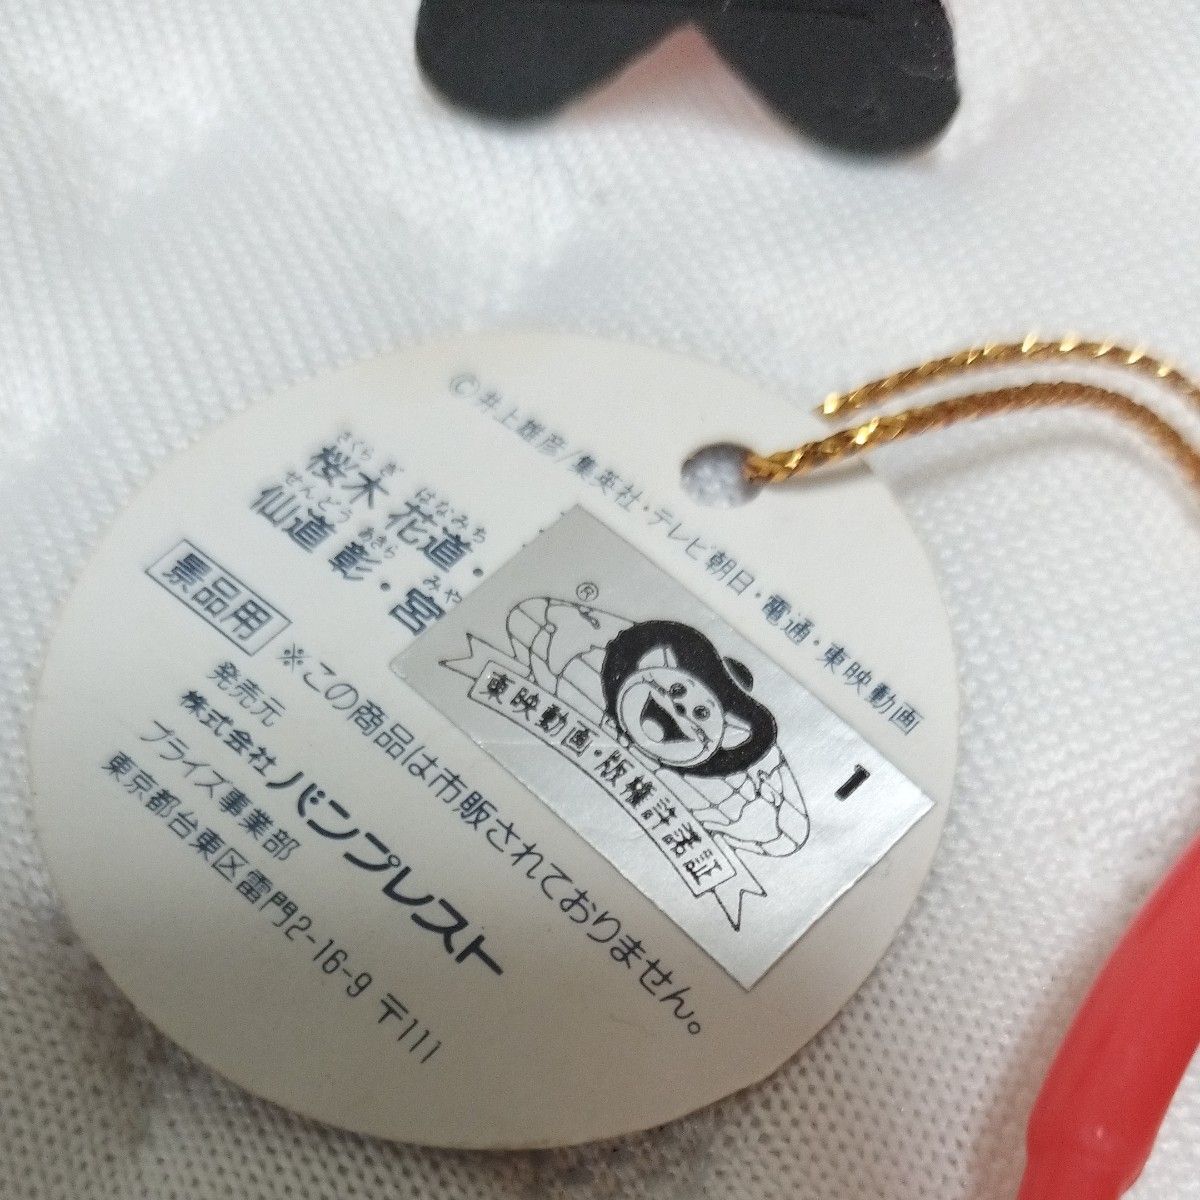 ©井上雄彦/集英社・テレビ朝日・電通・東映動画
さくら ぎ はなみち
桜木 花道・
せんどう あきら みや
仙道 彰・宮
景品用 ※この商品は市販されておりません。
発売元
株式会社 バンプレスト
プライズ事業部
東京都台東区雷門2-16-9 〒111
®
東映動画・版権許諾証
1